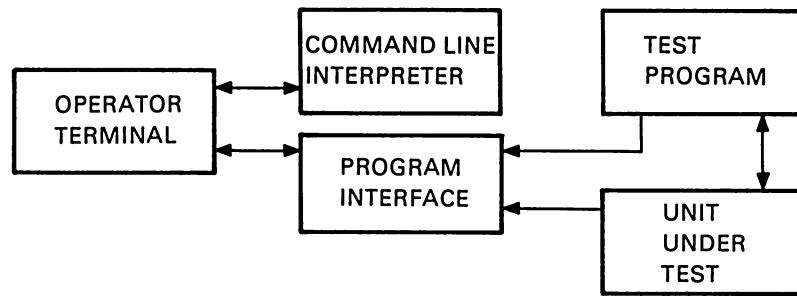 COMMAND LINE
INTERPRETER
TEST
PROGRAM
OPERATOR
TERMINAL
PROGRAM
INTERFACE
UNIT
UNDER
TEST